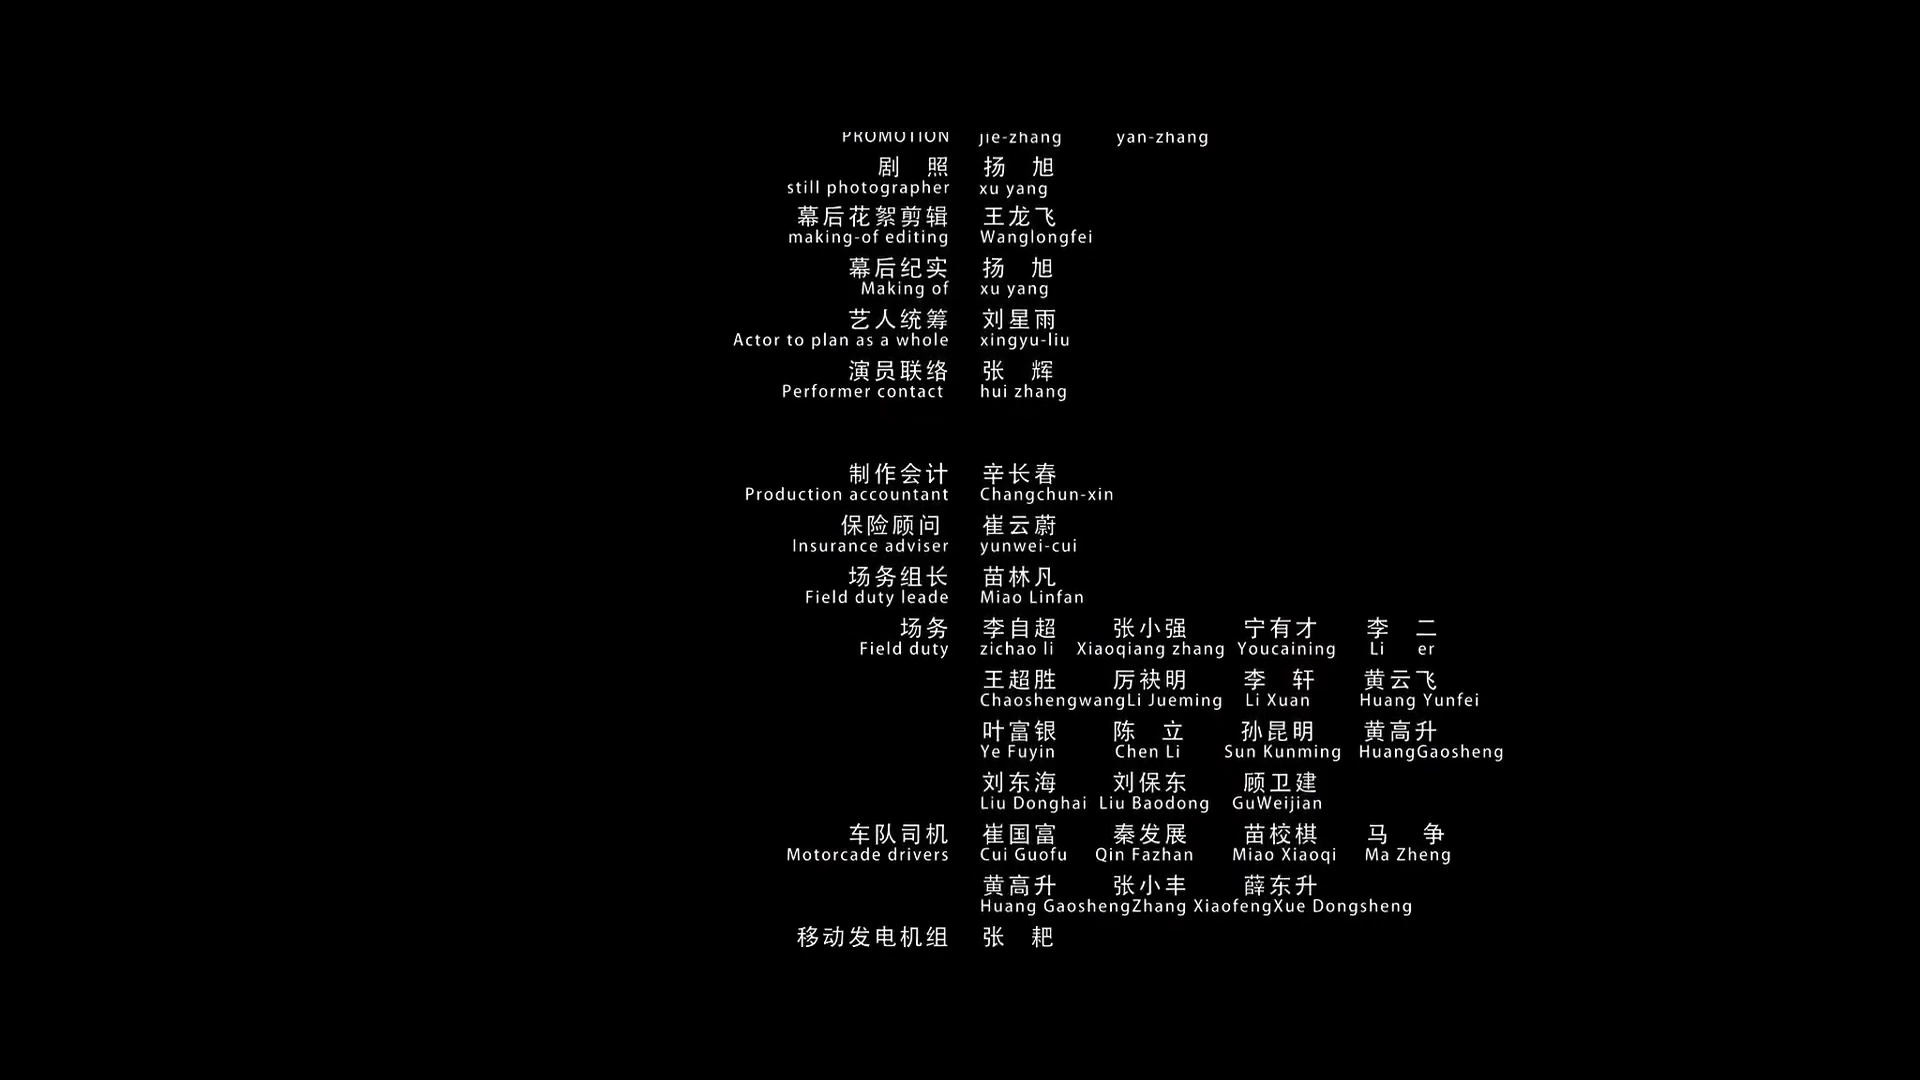 PROMOTION jie-zhang yan-zhang
剧 照 扬 旭
still photographer xu yang
幕后花絮剪辑 王龙飞
making-of editing Wanglongfei
幕后纪实 扬 旭
Making of xu yang
艺人统筹 刘星雨
Actor to plan as a whole xingyu-liu
演员联络 张 辉
Performer contact hui zhang
制作会计 辛长春
Production accountant Changchun-xin
保险顾问 崔云蔚
Insurance adviser yunwei-cui
场务组长 苗林凡
Field duty leade Miao Linfan
场务 李自超 张小强 宁有才 李 二
Field duty zichao li Xiaoqiang zhang Youcaining Li er
王超胜 厉袂明 李 轩 黄云飞
ChaoshengwangLi Jueming Li Xuan Huang Yunfei
叶富银 陈 立 孙昆明 黄高升
Ye Fuyin Chen Li Sun Kunming HuangGaosheng
刘东海 刘保东 顾卫建
Liu Donghai Liu Baodong GuWeijian
车队司机 崔国富 秦发展 苗校棋 马 争
Motorcade drivers Cui Guofu Qin Fazhan Miao Xiaoqi Ma Zheng
黄高升 张小丰 薛东升
Huang GaoshengZhang XiaofengXue Dongsheng
移动发电机组 张 耙